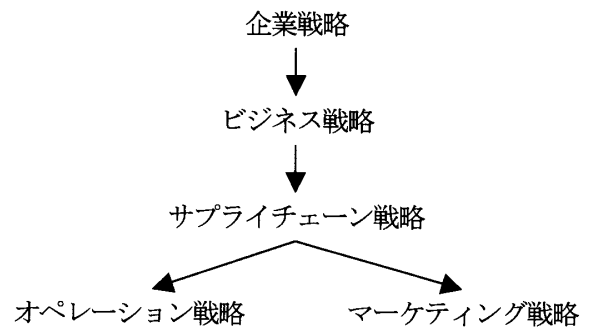 企業戦略
ビジネス戦略
サプライチェーン戦略
オペレーション戦略
マーケティング戦略